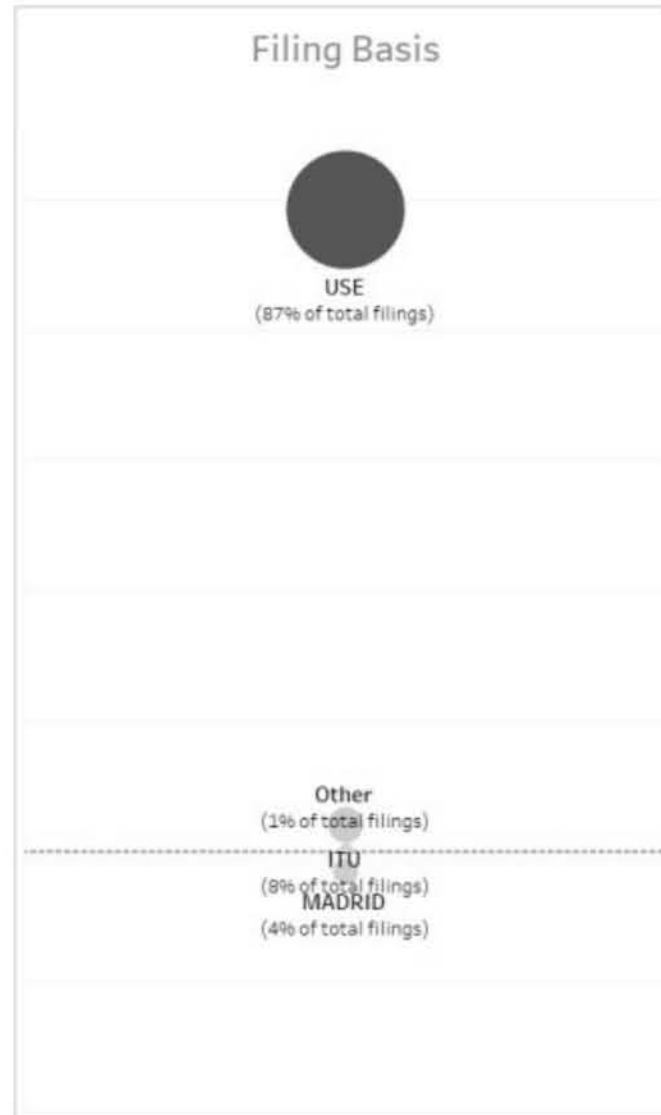 Filing Basis
USE
(87% of total filings)
Other
(1% of total filings)
ITU
(8% of total filings)
MADRID
(4% of total filings)